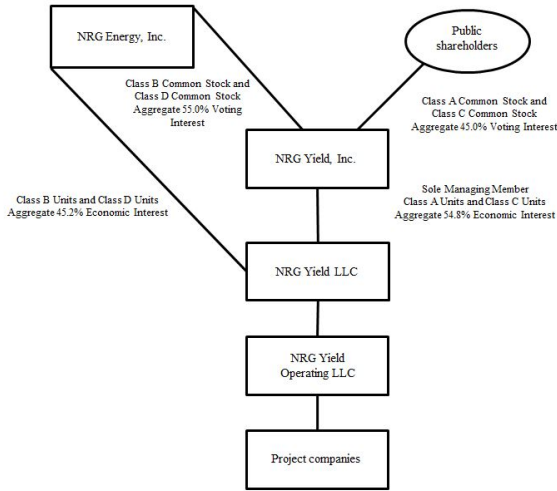 NRG Energy, Inc.
Public
shareholders
Class B Common Stock and
Class D Common Stock
Aggregate 55.0% Voting
Interest
Class A Common Stock and
Class C Common Stock
Aggregate 45.0% Voting Interest
NRG Yield, Inc.
Class B Units and Class D Units
Aggregate 45.2% Economic Interest
Sole Managing Member
Class A Units and Class C Units
Aggregate 54.8% Economic Interest
NRG Yield LLC
NRG Yield
Operating LLC
Project companies